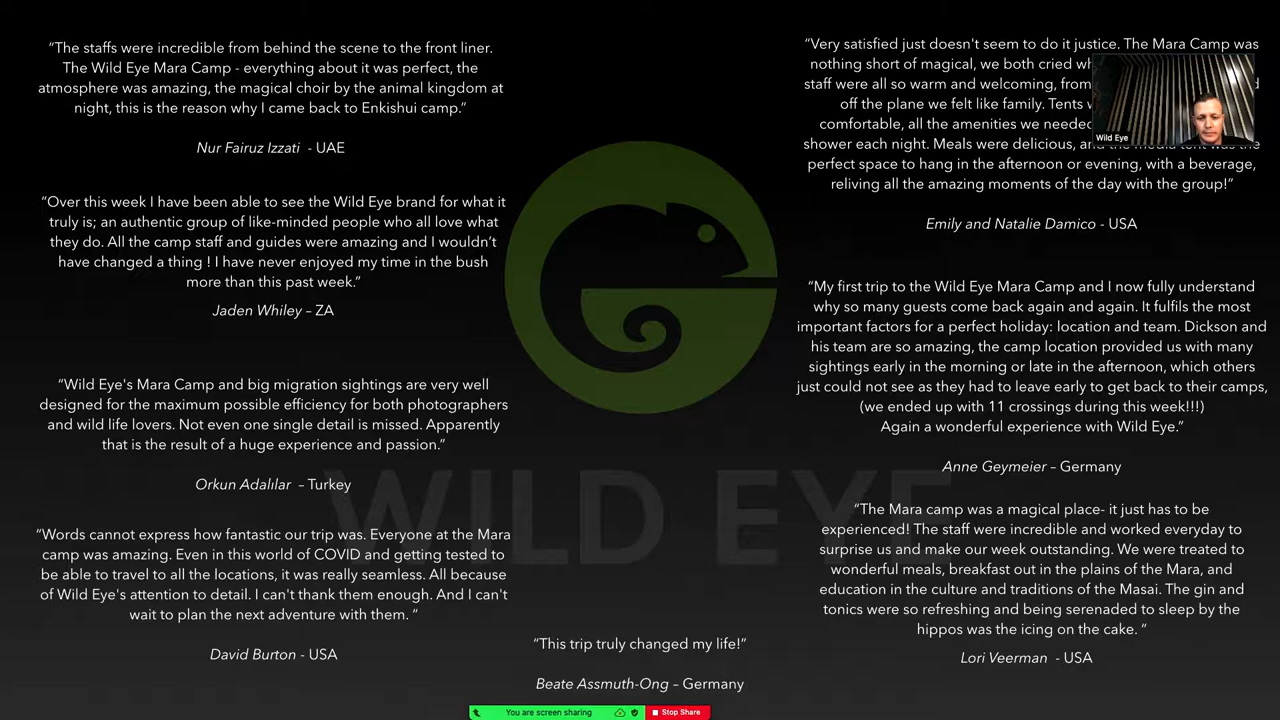 “The staffs were incredible from behind the scene to the front liner.
The Wild Eye Mara Camp - everything about it was perfect, the
atmosphere was amazing, the magical choir by the animal kingdom at
night, this is the reason why I came back to Enkishui camp.”
Nur Fairuz Izzati - UAE
“Over this week I have been able to see the Wild Eye brand for what it
truly is; an authentic group of like-minded people who all love what
they do. All the camp staff and guides were amazing and I wouldn’t
have changed a thing ! I have never enjoyed my time in the bush
more than this past week.”
Jaden Whiley – ZA
“Wild Eye's Mara Camp and big migration sightings are very well
designed for the maximum possible efficiency for both photographers
and wild life lovers. Not even one single detail is missed. Apparently
that is the result of a huge experience and passion.”
Orkun Adalılar – Turkey
“Words cannot express how fantastic our trip was. Everyone at the Mara
camp was amazing. Even in this world of COVID and getting tested to
be able to travel to all the locations, it was really seamless. All because
of Wild Eye's attention to detail. I can't thank them enough. And I can't
wait to plan the next adventure with them. “
David Burton - USA
WILD EYE
“This trip truly changed my life!”
Beate Assmuth-Ong – Germany
“Very satisfied just doesn't seem to do it justice. The Mara Camp was
nothing short of magical, we both cried
staff were all so warm and welcoming, from
off the plane we felt like family. Tents
comfortable, all the amenities we needed
shower each night. Meals were delicious, and the media tent was the
perfect space to hang in the afternoon or evening, with a beverage,
reliving all the amazing moments of the day with the group!”
Emily and Natalie Damico - USA
Wild Eye
“My first trip to the Wild Eye Mara Camp and I now fully understand
why so many guests come back again and again. It fulfils the most
important factors for a perfect holiday: location and team. Dickson and
his team are so amazing, the camp location provided us with many
sightings early in the morning or late in the afternoon, which others
just could not see as they had to leave early to get back to their camps,
(we ended up with 11 crossings during this week!!!)
Again a wonderful experience with Wild Eye.”
Anne Geymeier – Germany
“The Mara camp was a magical place- it just has to be
experienced! The staff were incredible and worked everyday to
surprise us and make our week outstanding. We were treated to
wonderful meals, breakfast out in the plains of the Mara, and
education in the culture and traditions of the Masai. The gin and
tonics were so refreshing and being serenaded to sleep by the
hippos was the icing on the cake. “
Lori Veerman - USA
You are screen sharing
Stop Share